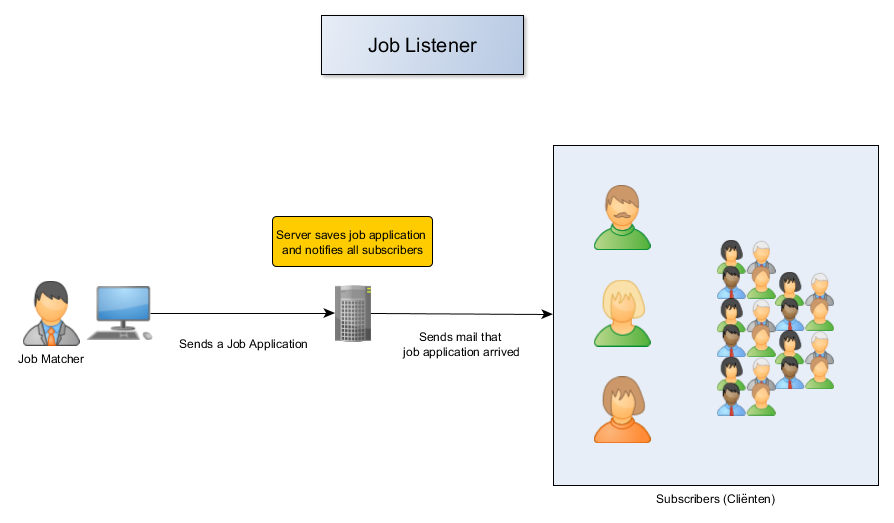 Job Listener
Server saves job application
and notifies all subscribers
Job Matcher
Sends a Job Application
Sends mail that
job application arrived
Subscribers (Cliënten)